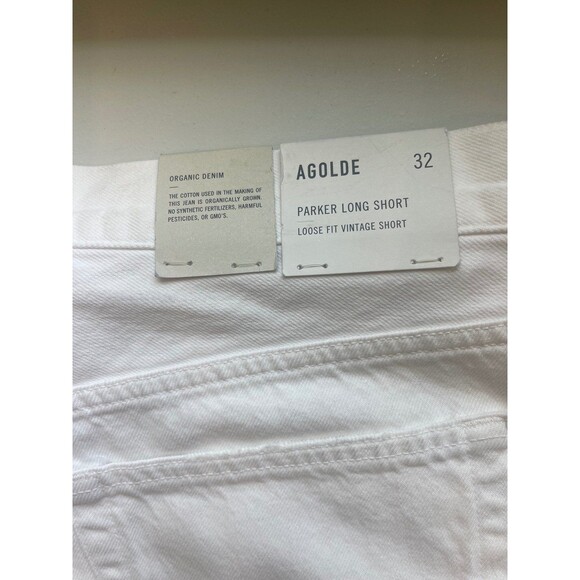 ORGANIC DENIM
THE COTTON USED IN THE MAKING OF
THIS JEAN IS ORGANICALLY GROWN.
NO SYNTHETIC FERTILIZERS, HARMFUL
PESTICIDES, OR GMO'S.
AGOLDE 32
PARKER LONG SHORT
LOOSE FIT VINTAGE SHORT